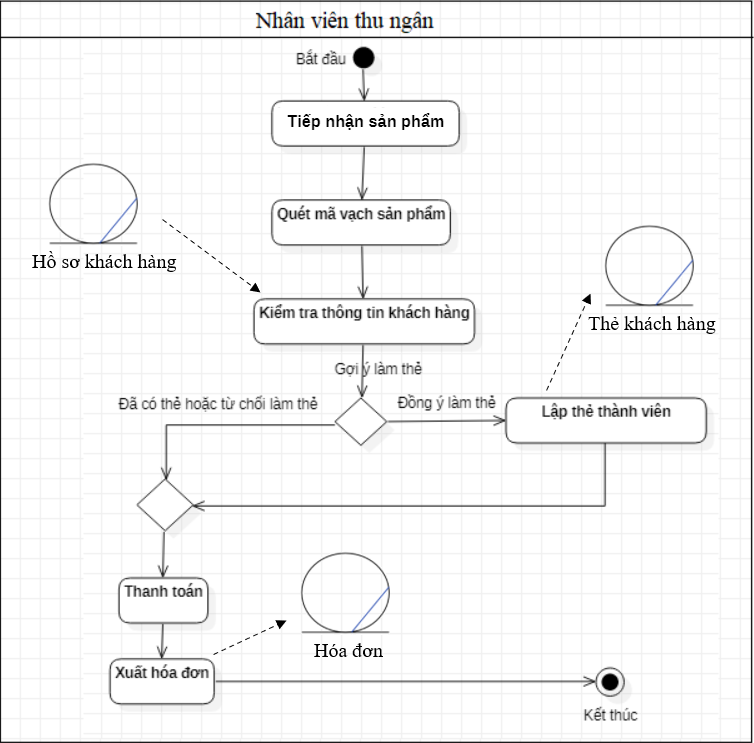 Nhân viên thu ngân
Bắt đầu
Tiếp nhận sản phẩm
Quét mã vạch sản phẩm
Hồ sơ khách hàng
Kiểm tra thông tin khách hàng
Thẻ khách hàng
Gợi ý làm thẻ
Đã có thẻ hoặc từ chối làm thẻ
Đồng ý làm thẻ
Lập thẻ thành viên
Thanh toán
Hóa đơn
Xuất hóa đơn
Kết thúc